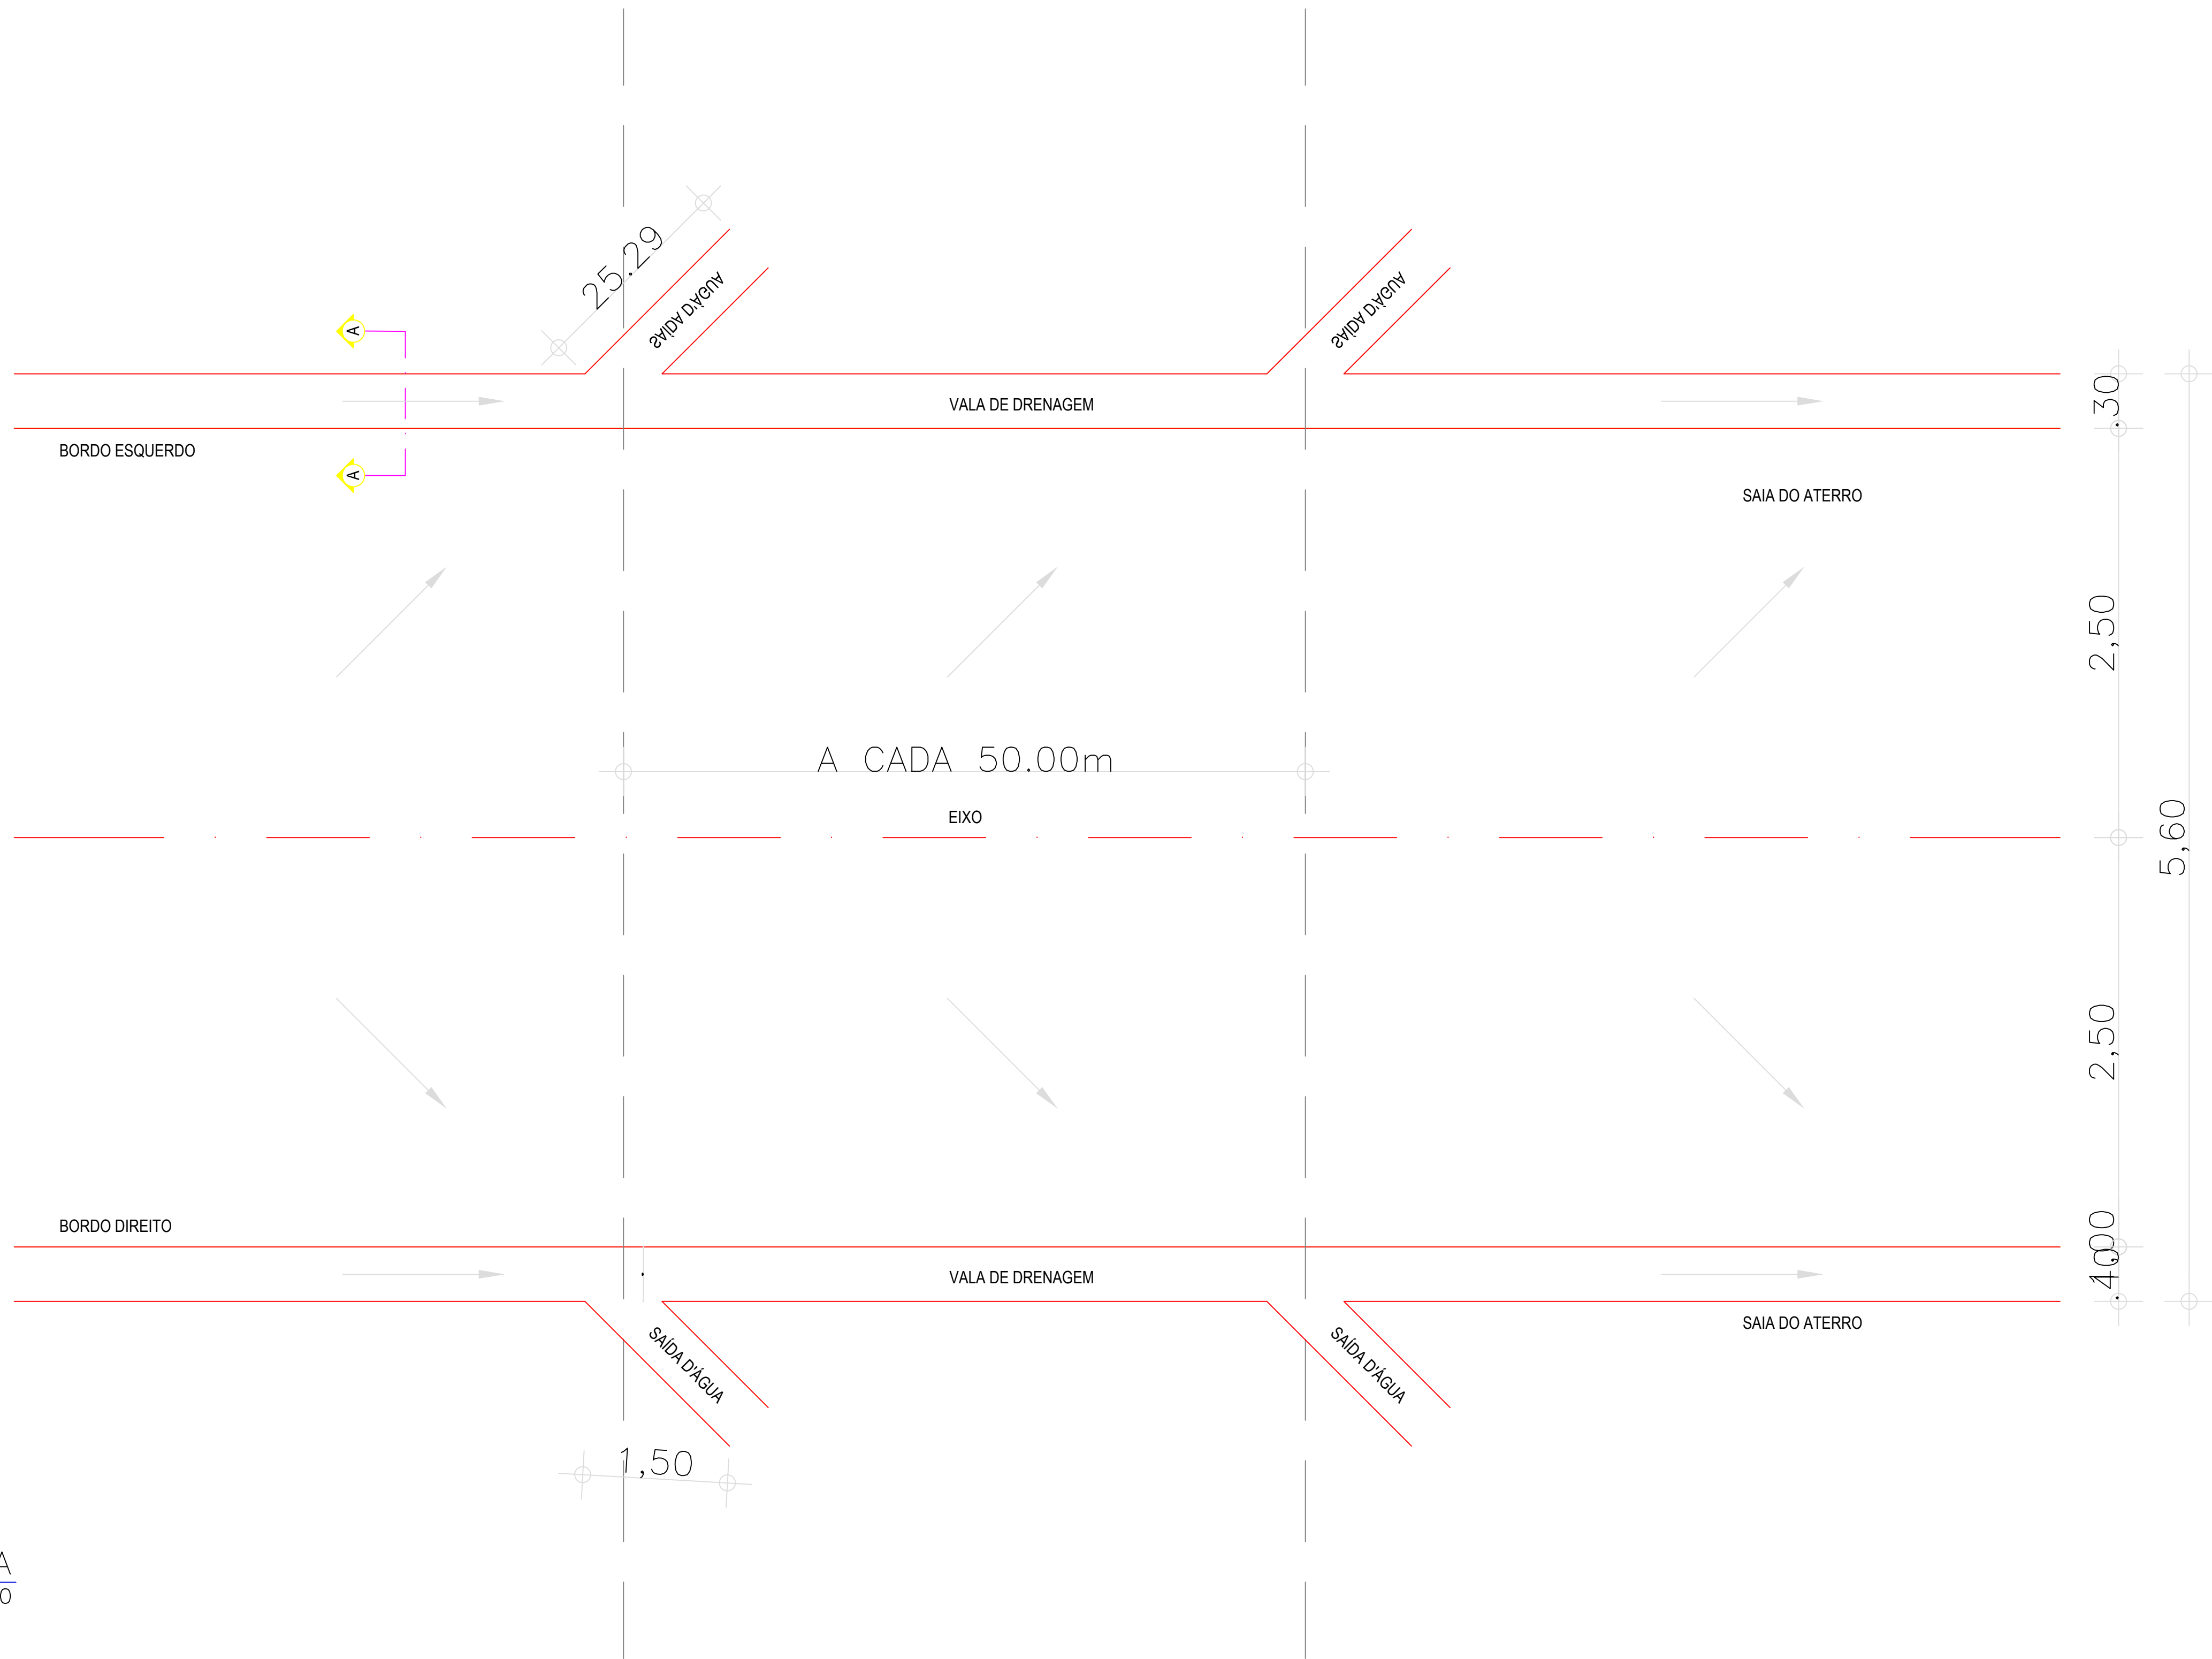 25.29
SAÍDA D'ÁGUA
SAÍDA D'ÁGUA
A
VALA DE DRENAGEM
.30
BORDO ESQUERDO
A
SAIA DO ATERRO
2,50
A CADA 50.00m
EIXO
5,60
2,50
BORDO DIREITO
VALA DE DRENAGEM
SAIA DO ATERRO
SAÍDA D'ÁGUA
SAÍDA D'ÁGUA
1,50
A